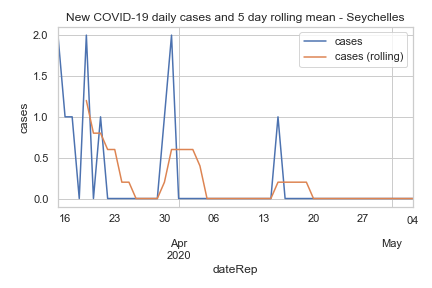 New COVID-19 daily cases and 5 day rolling mean - Seychelles
cases
cases (rolling)
2.0
1.5
1.0
0.5
0.0
cases
16 23 30 06 13 20 27 04
Apr May
2020
dateRep